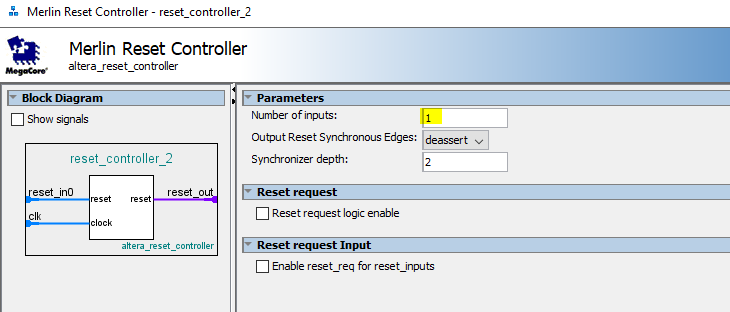 Merlin Reset Controller - reset_controller_2
Merlin Reset Controller
altera_reset_controller
MegaCore®
Block Diagram
Show signals
reset_controller_2
reset_in0
reset_out
reset
reset
clk
clock
altera_reset_controller
Parameters
Number of inputs:
1
Output Reset Synchronous Edges:
deassert
Synchronizer depth:
2
Reset request
Reset request logic enable
Reset request Input
Enable reset_req for reset_inputs